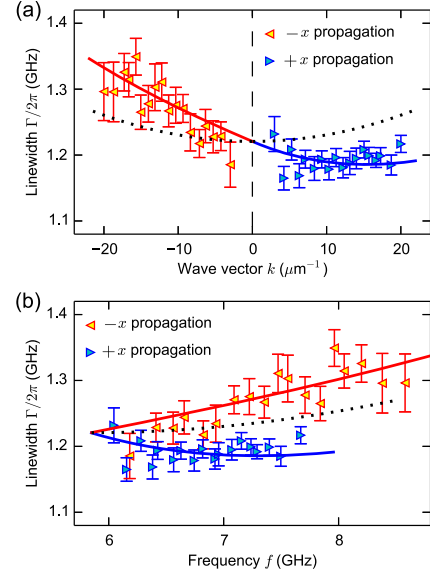 (a)
1.4
1.3
1.2
1.1
Linewidth Γ/2π (GHz)
−x propagation
+x propagation
−20 −10 0 10 20
Wave vector k (μm⁻¹)
(b)
1.4
1.3
1.2
1.1
Linewidth Γ/2π (GHz)
−x propagation
+x propagation
6 7 8
Frequency f (GHz)